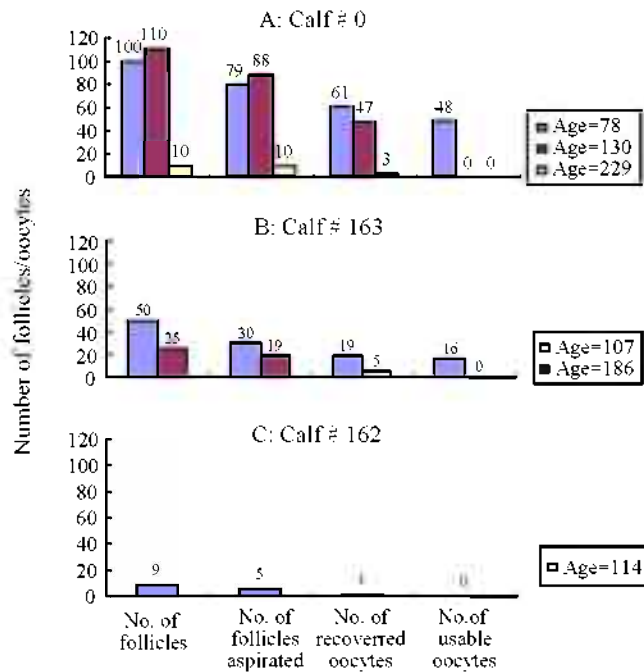 A: Calf # 0
Number of follicles/oocytes
120
100
80
60
40
20
0
100 110 10
79 88 10
61 47 3
48 0 0
Age=78
Age=130
Age=229
B: Calf # 163
120
100
80
60
40
20
0
50 25
30 19
19 5
16 0
Age=107
Age=186
C: Calf # 162
120
100
80
60
40
20
0
9
5
Age=114
No. of follicles
No. of follicles aspirated
No. of recoverred oocytes
No.of usable oocytes